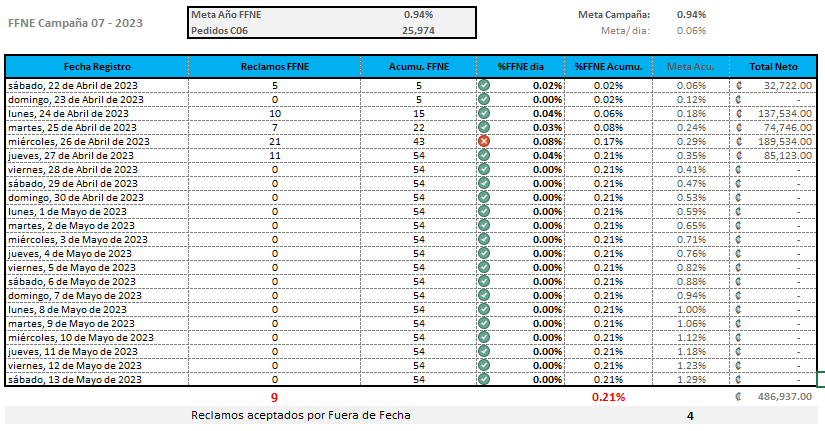 FFNE Campaña 07 - 2023
Meta Año FFNE 0.94%
Pedidos C06 25,974
Meta Campaña: 0.94%
Meta/ dia: 0.06%
Fecha Registro Reclamos FFNE Acumu. FFNE %FFNE dia %FFNE Acumu. Meta Acu. Total Neto
sábado, 22 de Abril de 2023 5 5 0.02% 0.02% 0.06% ₡ 32,722.00
domingo, 23 de Abril de 2023 0 5 0.00% 0.02% 0.12% ₡ -
lunes, 24 de Abril de 2023 10 15 0.04% 0.06% 0.18% ₡ 137,534.00
martes, 25 de Abril de 2023 7 22 0.03% 0.08% 0.24% ₡ 74,746.00
miércoles, 26 de Abril de 2023 21 43 0.08% 0.17% 0.29% ₡ 189,534.00
jueves, 27 de Abril de 2023 11 54 0.04% 0.21% 0.35% ₡ 85,123.00
viernes, 28 de Abril de 2023 0 54 0.00% 0.21% 0.41% ₡ -
sábado, 29 de Abril de 2023 0 54 0.00% 0.21% 0.47% ₡ -
domingo, 30 de Abril de 2023 0 54 0.00% 0.21% 0.53% ₡ -
lunes, 1 de Mayo de 2023 0 54 0.00% 0.21% 0.59% ₡ -
martes, 2 de Mayo de 2023 0 54 0.00% 0.21% 0.65% ₡ -
miércoles, 3 de Mayo de 2023 0 54 0.00% 0.21% 0.71% ₡ -
jueves, 4 de Mayo de 2023 0 54 0.00% 0.21% 0.76% ₡ -
viernes, 5 de Mayo de 2023 0 54 0.00% 0.21% 0.82% ₡ -
sábado, 6 de Mayo de 2023 0 54 0.00% 0.21% 0.88% ₡ -
domingo, 7 de Mayo de 2023 0 54 0.00% 0.21% 0.94% ₡ -
lunes, 8 de Mayo de 2023 0 54 0.00% 0.21% 1.00% ₡ -
martes, 9 de Mayo de 2023 0 54 0.00% 0.21% 1.06% ₡ -
miércoles, 10 de Mayo de 2023 0 54 0.00% 0.21% 1.12% ₡ -
jueves, 11 de Mayo de 2023 0 54 0.00% 0.21% 1.18% ₡ -
viernes, 12 de Mayo de 2023 0 54 0.00% 0.21% 1.23% ₡ -
sábado, 13 de Mayo de 2023 0 54 0.00% 0.21% 1.29% ₡ -
9 0.21% ₡ 486,937.00
Reclamos aceptados por Fuera de Fecha 4